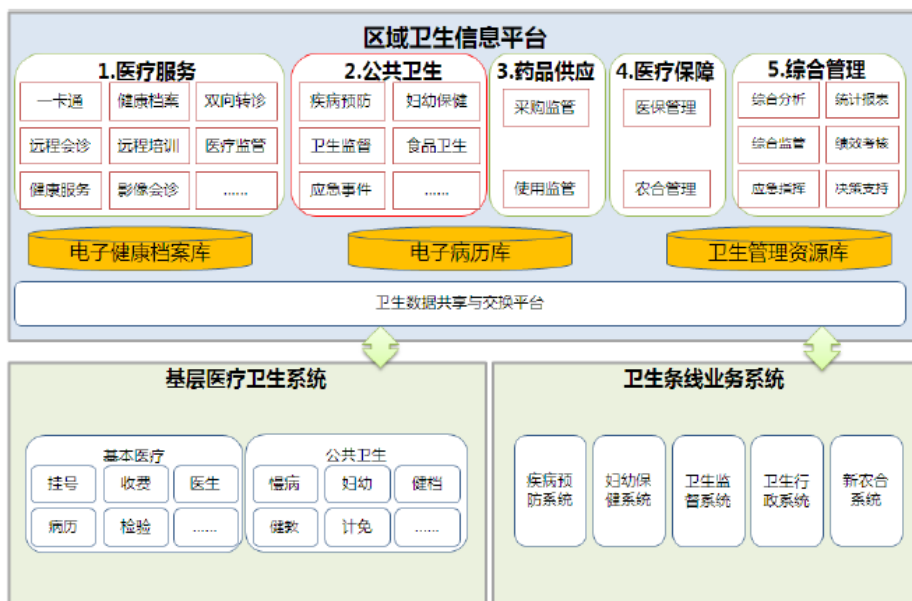 区域卫生信息平台
1.医疗服务
一卡通
健康档案
双向转诊
远程会诊
远程培训
医疗监管
健康服务
影像会诊
......
2.公共卫生
疾病预防
妇幼保健
卫生监督
食品卫生
应急事件
......
3.药品供应
采购监管
使用监管
4.医疗保障
医保管理
农合管理
5.综合管理
综合分析
统计报表
综合监管
绩效考核
应急指挥
决策支持
电子健康档案库
电子病历库
卫生管理资源库
卫生数据共享与交换平台
基层医疗卫生系统
基本医疗
挂号
收费
医生
病历
检验
......
公共卫生
慢病
妇幼
健档
健教
计免
......
卫生条线业务系统
疾病预
防系统
妇幼保
健系统
卫生监
督系统
卫生行
政系统
新农合
系统